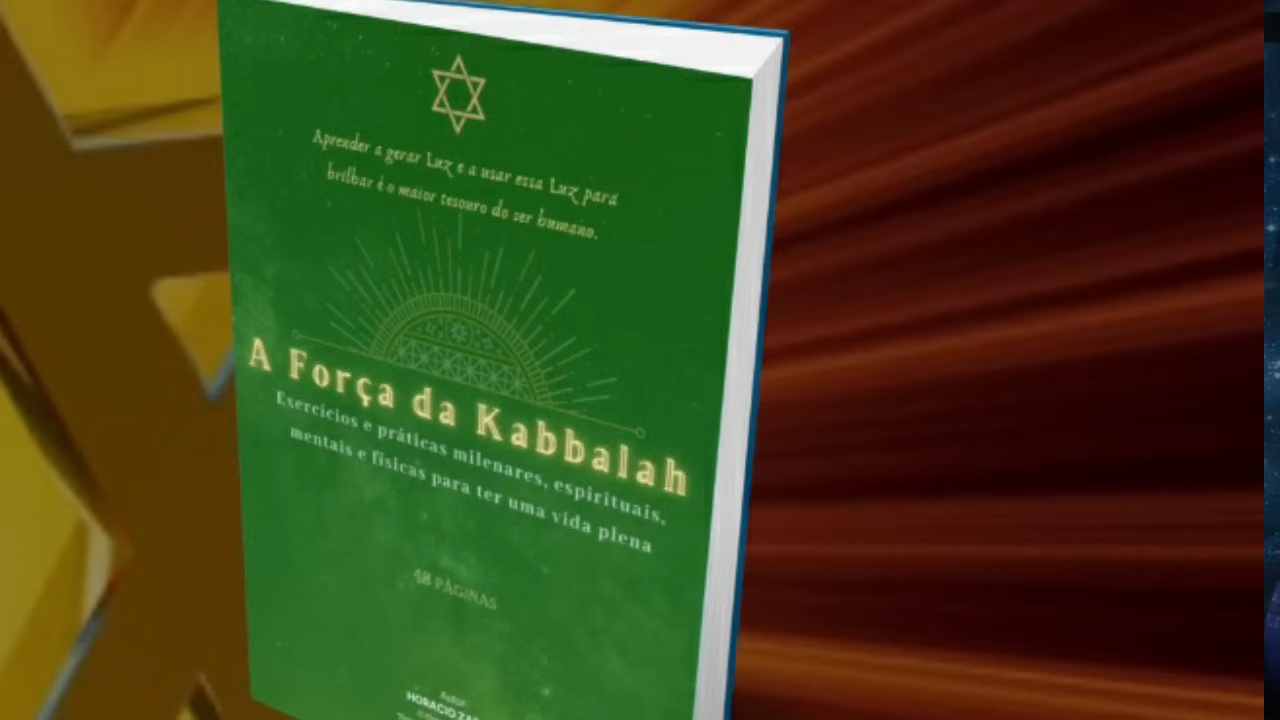 Aprender a gerar Luz e a usar essa Luz para
brilhar é o maior tesouro do ser humano.
A Força da Kabbalah
Exercícios e práticas milenares, espirituais,
mentais e físicas para ter uma vida plena
48 PÁGINAS
Autor:
HORACIO